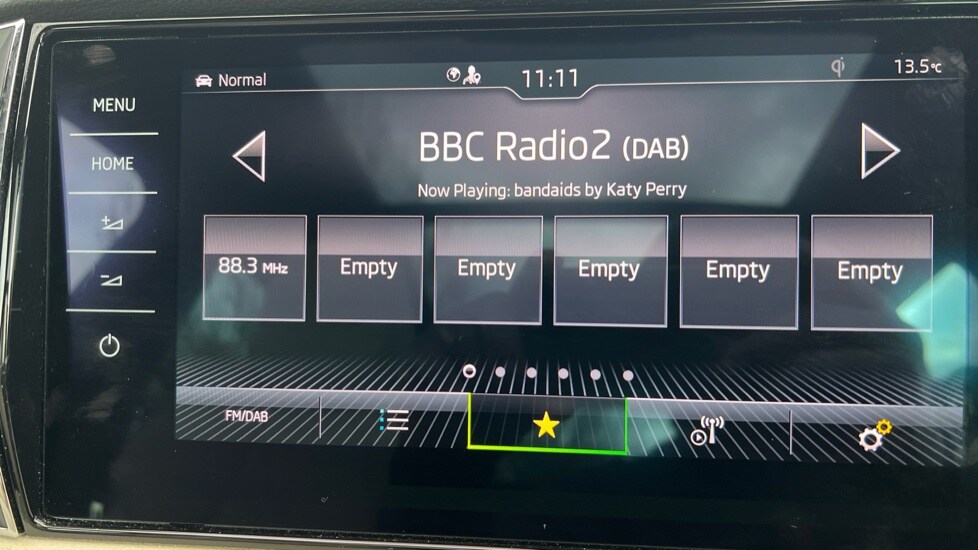 MENU
HOME
Normal
11:11
13.5°C
BBC Radio2 (DAB)
Now Playing: bandaids by Katy Perry
88.3 MHz
Empty
Empty
Empty
Empty
Empty
FM/DAB